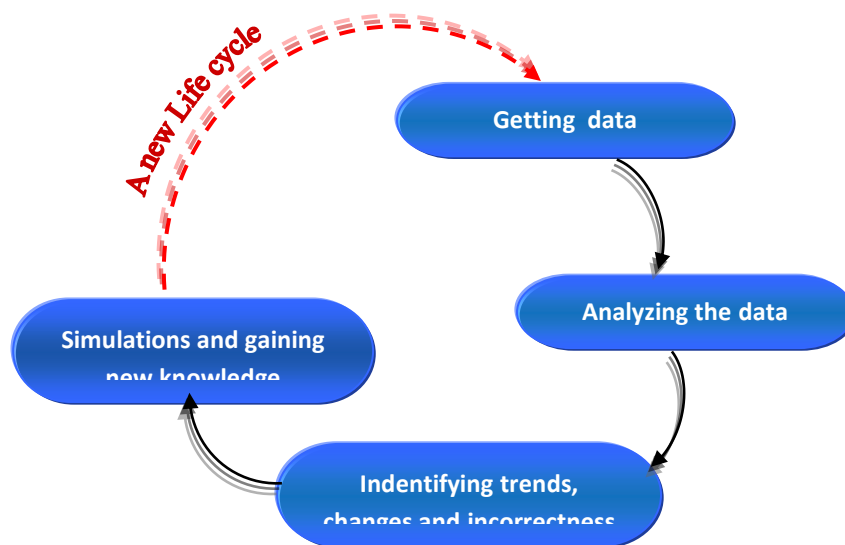 A new Life cycle
Getting data
Analyzing the data
Indentifying trends,
changes and incorrectness
Simulations and gaining
new knowledge